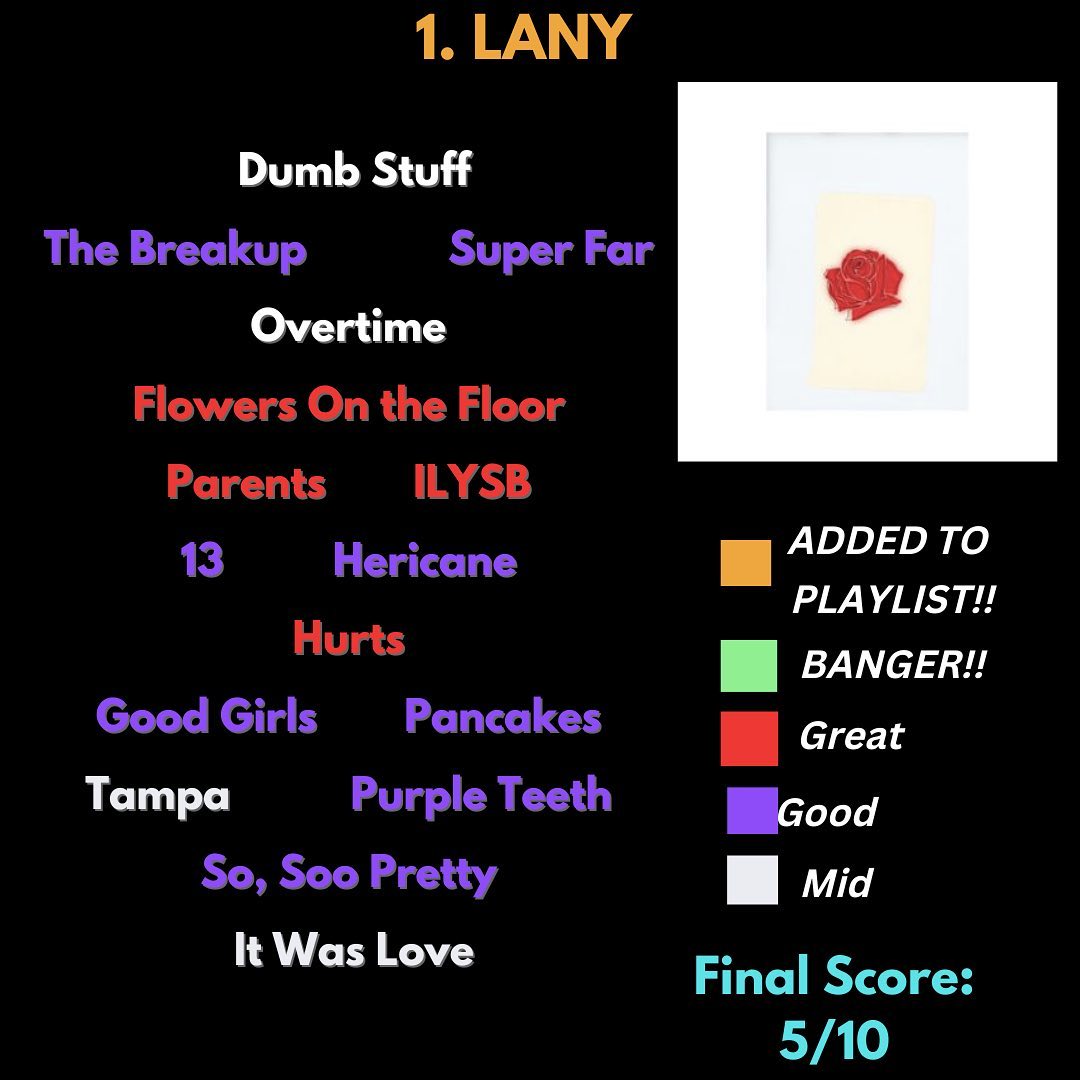 1. LANY
Dumb Stuff
The Breakup Super Far
Overtime
Flowers On the Floor
Parents ILYSB
13 Hericane
Hurts
Good Girls Pancakes
Tampa Purple Teeth
So, Soo Pretty
It Was Love
ADDED TO
PLAYLIST!!
BANGER!!
Great
Good
Mid
Final Score:
5/10